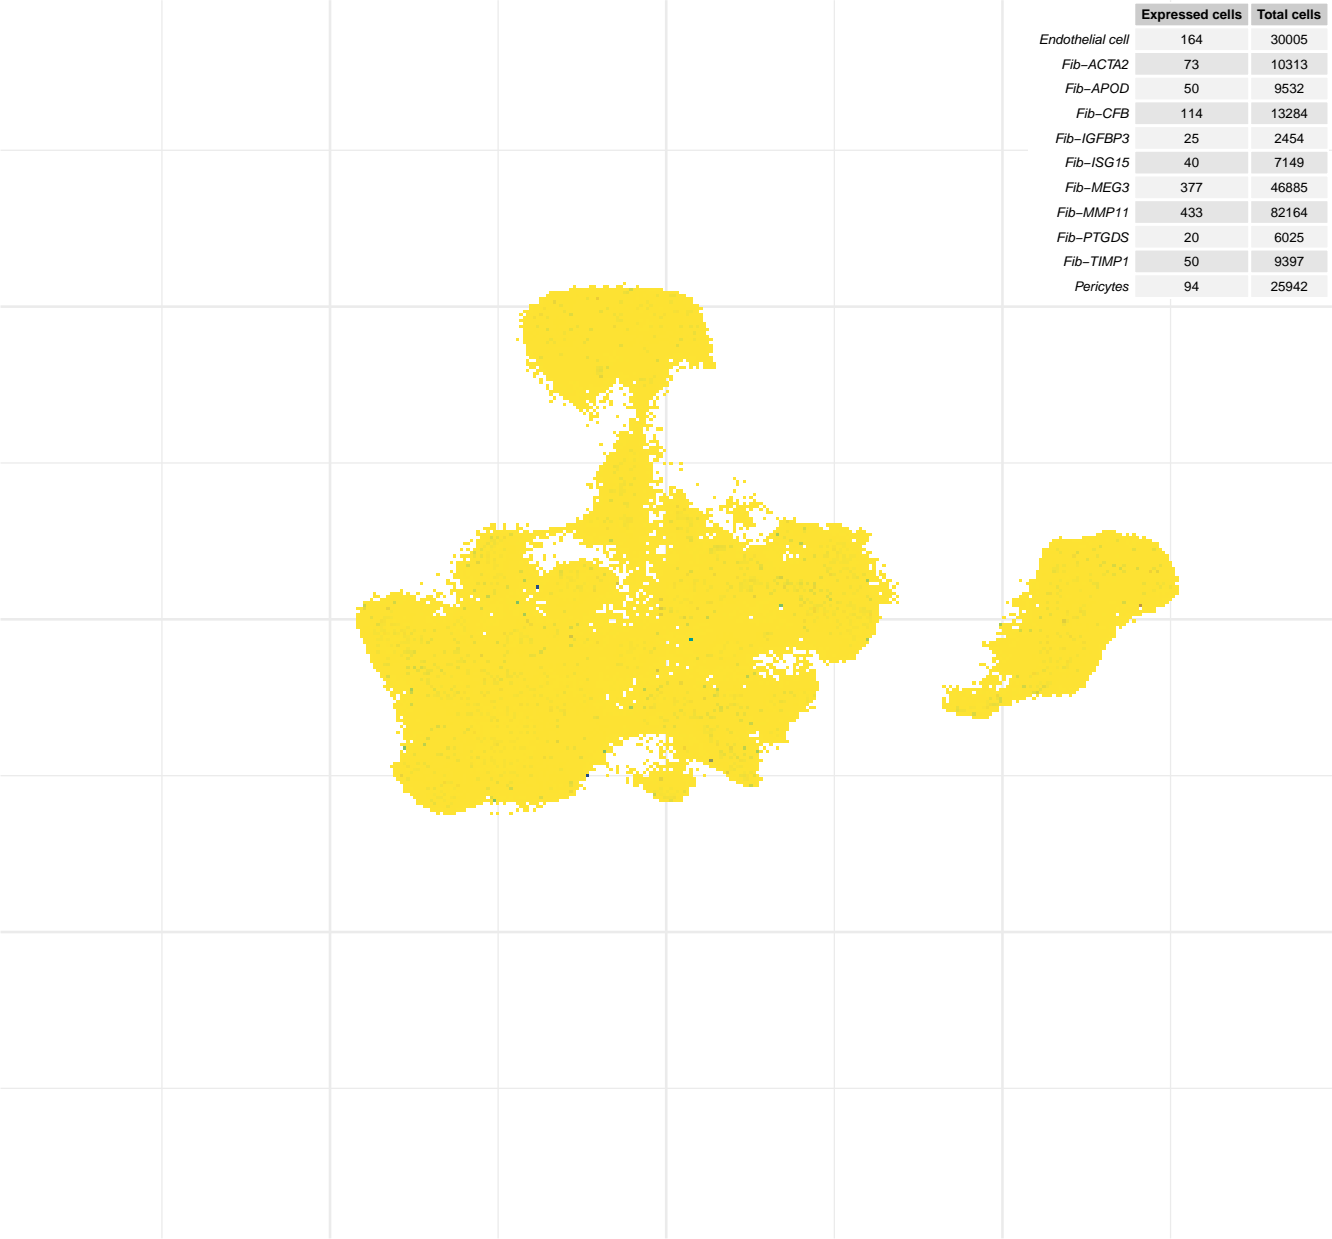 Expressed cells Total cells
Endothelial cell 164 30005
Fib−ACTA2 73 10313
Fib−APOD 50 9532
Fib−CFB 114 13284
Fib−IGFBP3 25 2454
Fib−ISG15 40 7149
Fib−MEG3 377 46885
Fib−MMP11 433 82164
Fib−PTGDS 20 6025
Fib−TIMP1 50 9397
Pericytes 94 25942